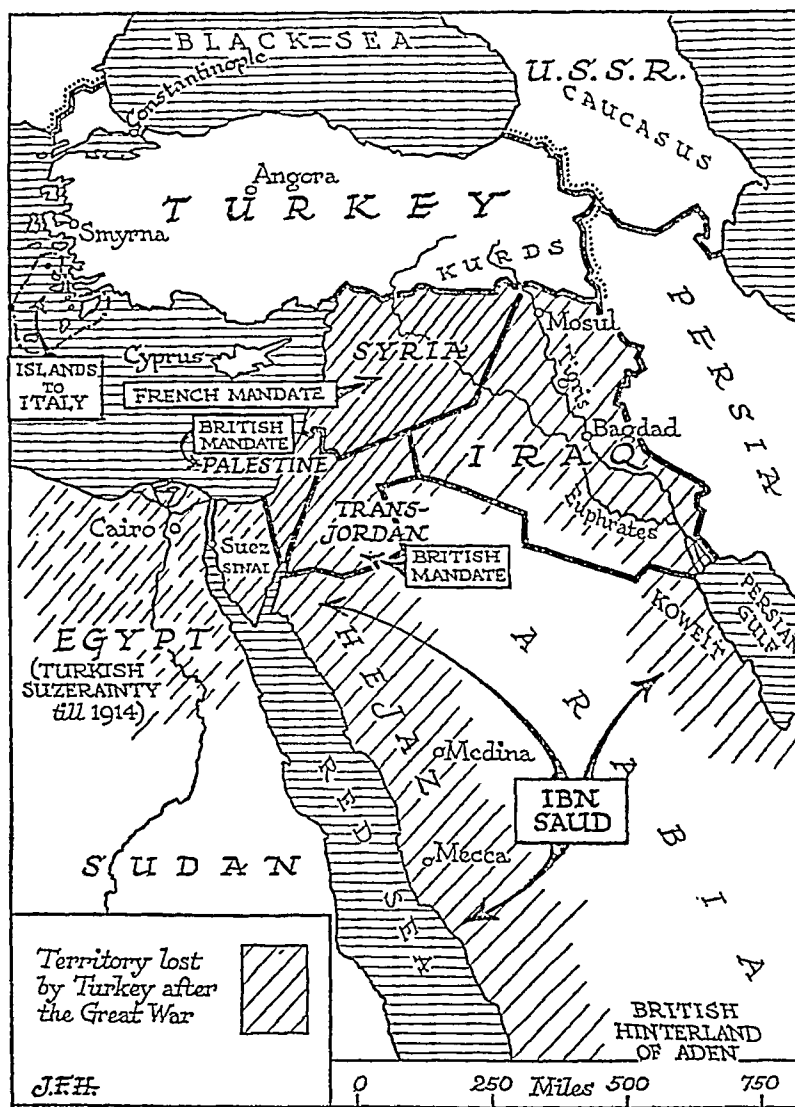 BLACK SEA
U.S.S.R.
CAUCASUS
Constantinople
Angora
TURKEY
Smyrna
KURDS
PERSIA
Mosul
SYRIA
Tigris
Cyprus
ISLANDS
TO
ITALY
FRENCH MANDATE
BRITISH
MANDATE
PALESTINE
Bagdad
IRAQ
Euphrates
Cairo
Suez
SINAI
TRANS-
JORDAN
BRITISH
MANDATE
PERSIAN
GULF
KOWEIT
EGYPT
(TURKISH
SUZERAINTY
till 1914)
HEJAZ
ARABIA
Medina
IBN
SAUD
RED SEA
Mecca
SUDAN
Territory lost
by Turkey after
the Great War
BRITISH
HINTERLAND
OF ADEN
J.F.H.
0 250 Miles 500 750